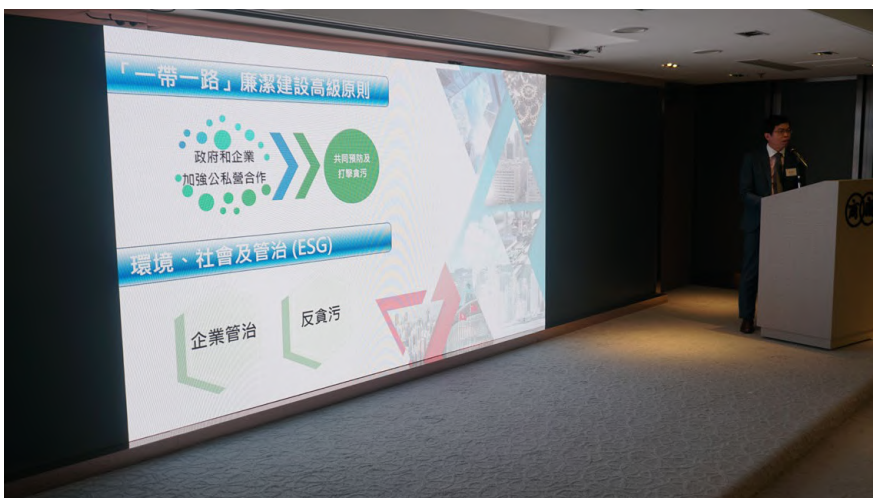 「一帶一路」廉潔建設高級原則
政府和企業
加強公私營合作
共同預防及
打擊貪污
環境、社會及管治 (ESG)
企業管治
反貪污